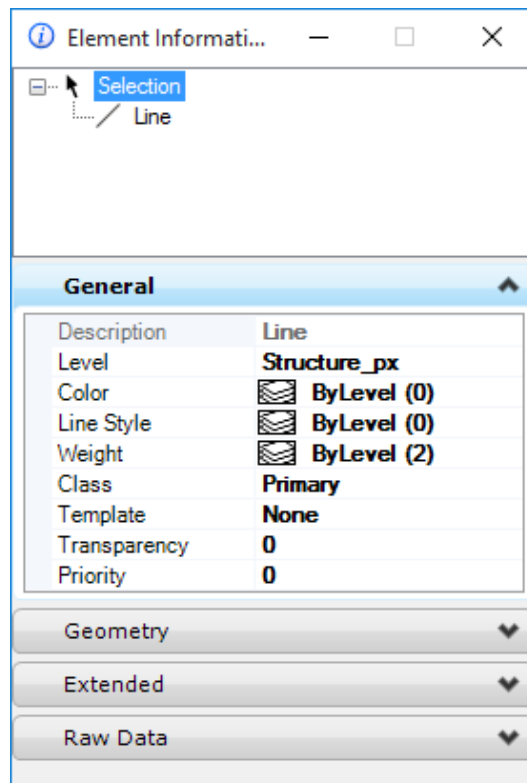 Element Informati...
Selection
Line
General
Description Line
Level Structure_px
Color ByLevel (0)
Line Style ByLevel (0)
Weight ByLevel (2)
Class Primary
Template None
Transparency 0
Priority 0
Geometry
Extended
Raw Data